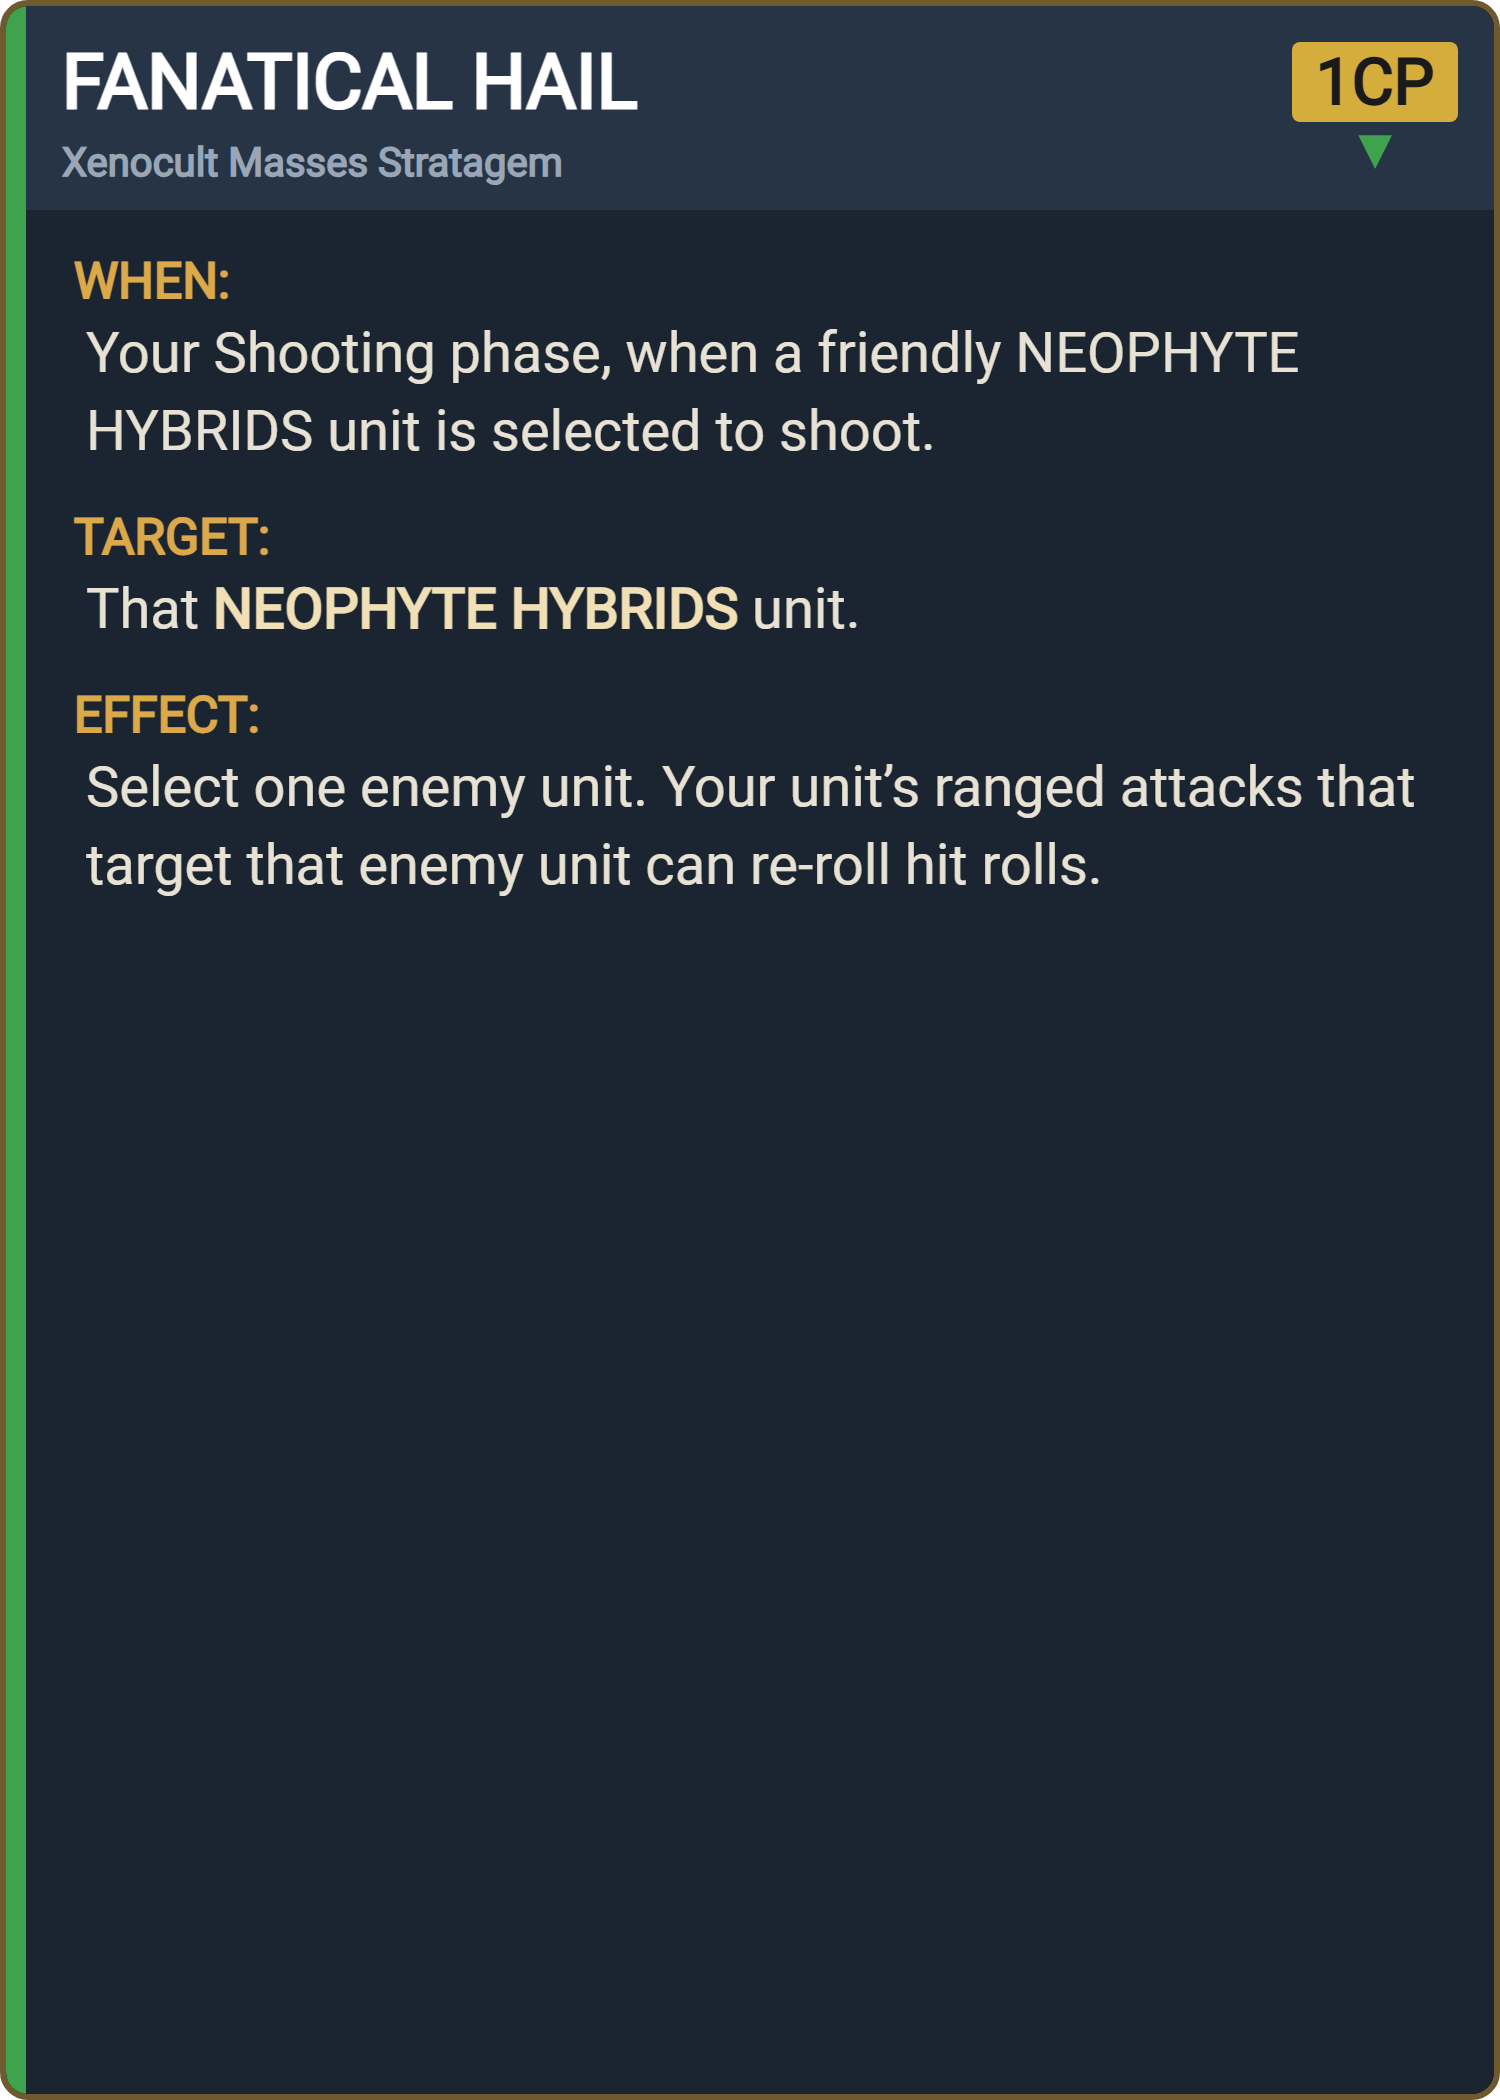 FANATICAL HAIL
1CP
Xenocult Masses Stratagem
WHEN:
Your Shooting phase, when a friendly NEOPHYTE
HYBRIDS unit is selected to shoot.
TARGET:
That NEOPHYTE HYBRIDS unit.
EFFECT:
Select one enemy unit. Your unit’s ranged attacks that
target that enemy unit can re-roll hit rolls.